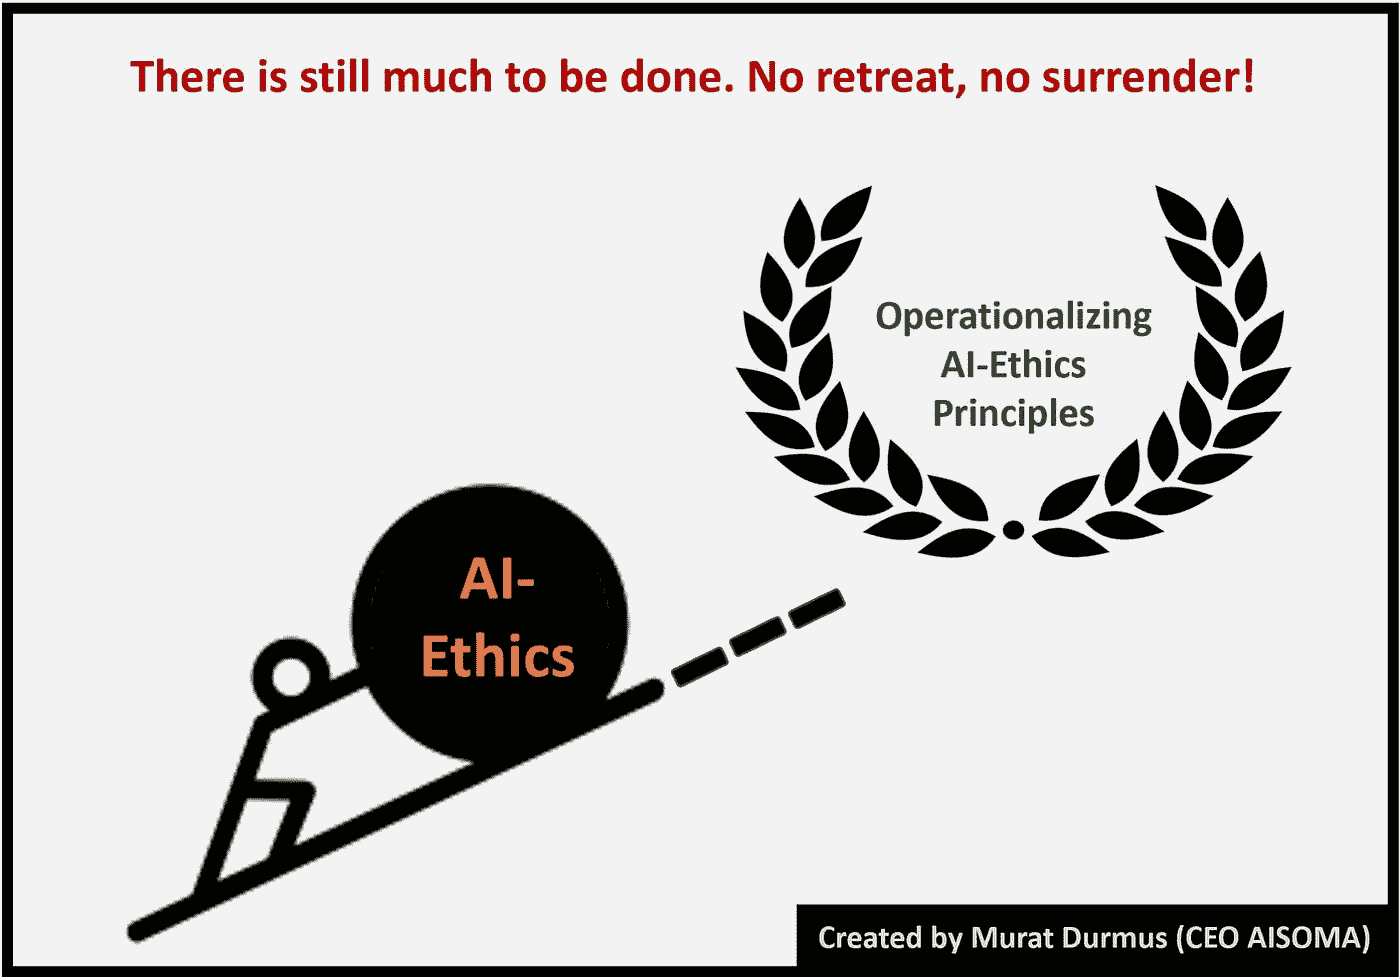 There is still much to be done. No retreat, no surrender!
Operationalizing
AI-Ethics
Principles
AI-
Ethics
Created by Murat Durmus (CEO AISOMA)